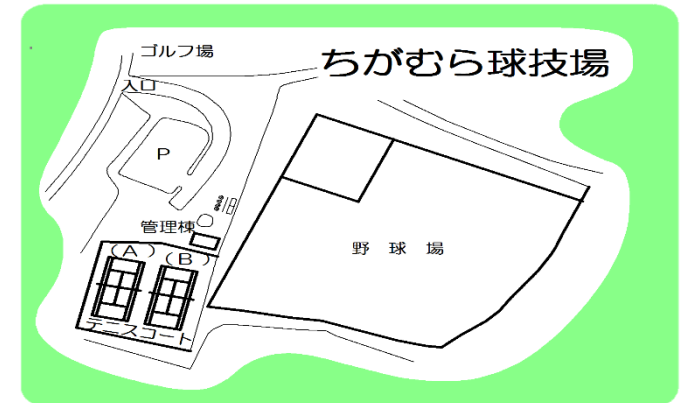 ゴルフ場
ちがむら球技場
入口
P
管理棟
(A)
(B)
野球場
テニスコート